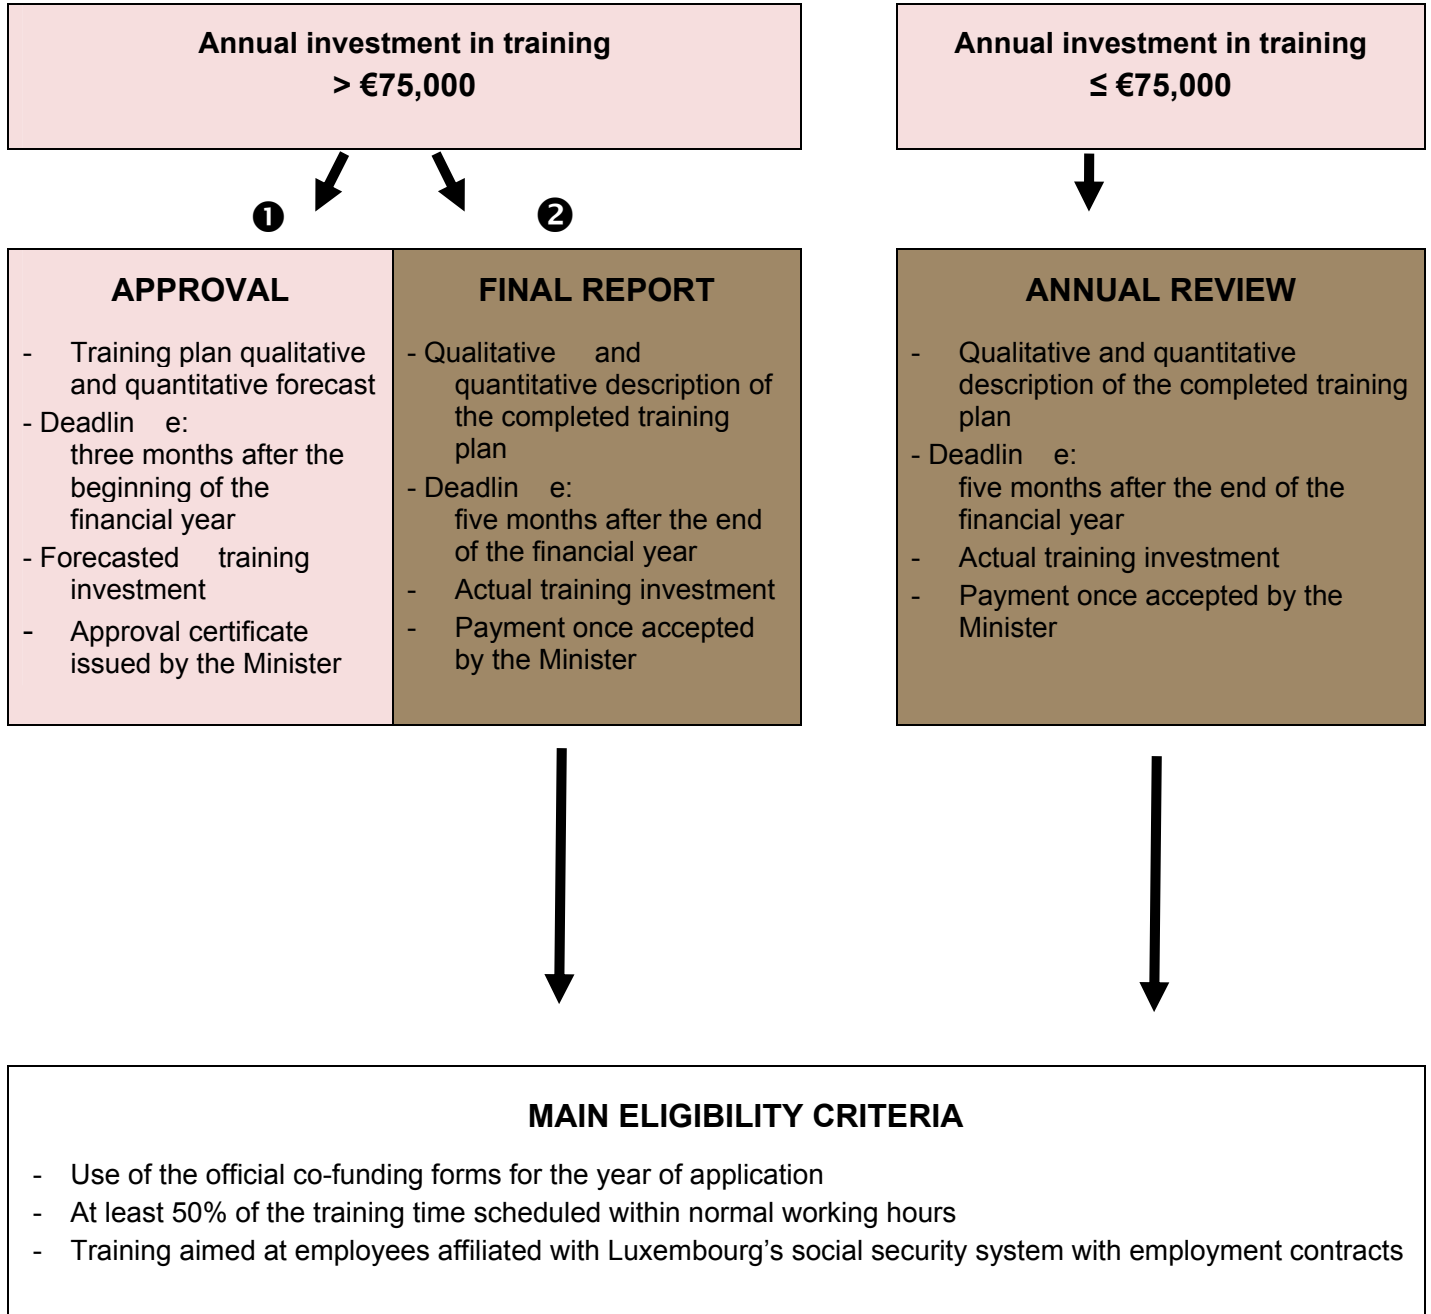 Annual investment in training
> €75,000
Annual investment in training
≤ €75,000
❶
❷
APPROVAL
- Training plan qualitative
and quantitative forecast
- Deadlin e:
three months after the
beginning of the
financial year
- Forecasted training
investment
- Approval certificate
issued by the Minister
FINAL REPORT
- Qualitative and
quantitative description of
the completed training
plan
- Deadlin e:
five months after the end
of the financial year
- Actual training investment
- Payment once accepted
by the Minister
ANNUAL REVIEW
- Qualitative and quantitative
description of the completed training
plan
- Deadlin e:
five months after the end of the
financial year
- Actual training investment
- Payment once accepted by the
Minister
MAIN ELIGIBILITY CRITERIA
- Use of the official co-funding forms for the year of application
- At least 50% of the training time scheduled within normal working hours
- Training aimed at employees affiliated with Luxembourg’s social security system with employment contracts